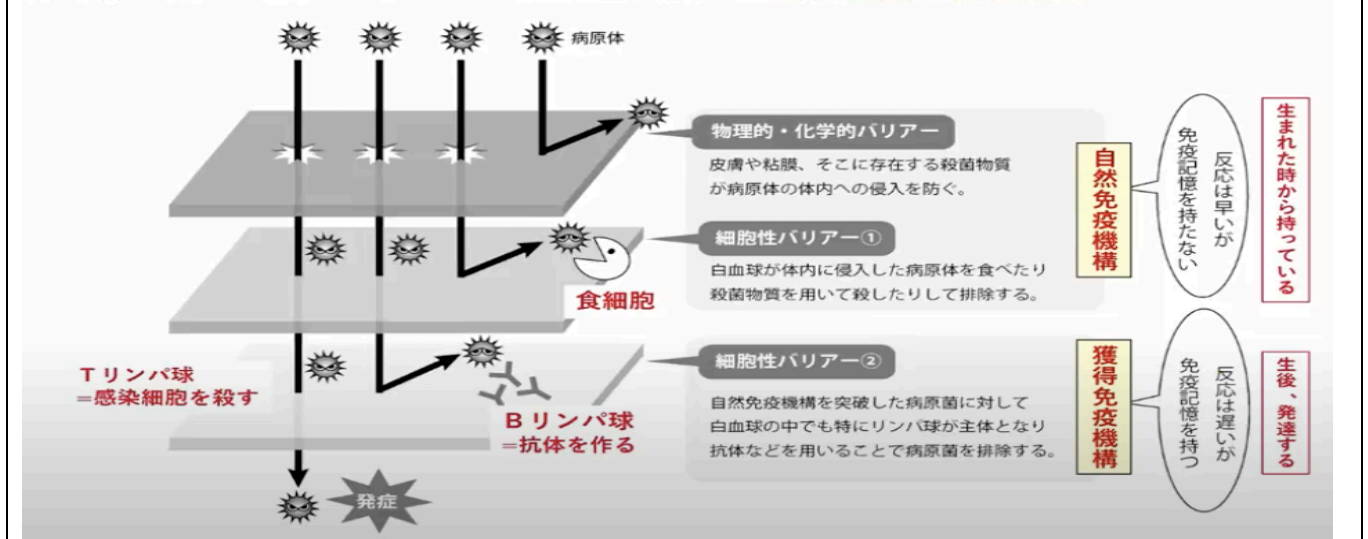 病原体
物理的・化学的バリアー
皮膚や粘膜、そこに存在する殺菌物質
が病原体の体内への侵入を防ぐ。
細胞性バリアー①
白血球が体内に侵入した病原体を食べたり
殺菌物質を用いて殺したりして排除する。
食細胞
自然免疫機構
反応は早いが
免疫記憶を持たない
生まれた時から持っている
Tリンパ球
=感染細胞を殺す
Bリンパ球
=抗体を作る
細胞性バリアー②
自然免疫機構を突破した病原菌に対して
白血球の中でも特にリンパ球が主体となり
抗体などを用いることで病原菌を排除する。
獲得免疫機構
反応は遅いが
免疫記憶を持つ
生後、発達する
発症